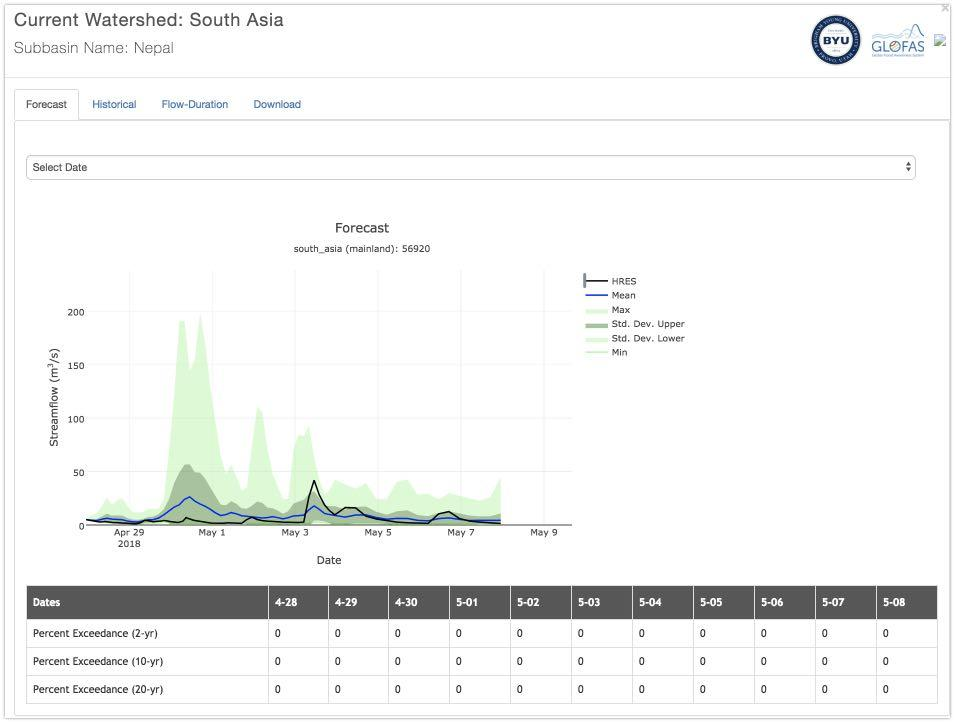 Current Watershed: South Asia
Subbasin Name: Nepal
BYU
GLOFAS
Forecast Historical Flow-Duration Download
Select Date
Forecast
south_asia (mainland): 56920
HRES
Mean
Max
Std. Dev. Upper
Std. Dev. Lower
Min
Streamflow (m³/s)
200
150
100
50
0
Apr 29 May 1 May 3 May 5 May 7 May 9
2018
Date
Dates 4-28 4-29 4-30 5-01 5-02 5-03 5-04 5-05 5-06 5-07 5-08
Percent Exceedance (2-yr) 0 0 0 0 0 0 0 0 0 0 0
Percent Exceedance (10-yr) 0 0 0 0 0 0 0 0 0 0 0
Percent Exceedance (20-yr) 0 0 0 0 0 0 0 0 0 0 0